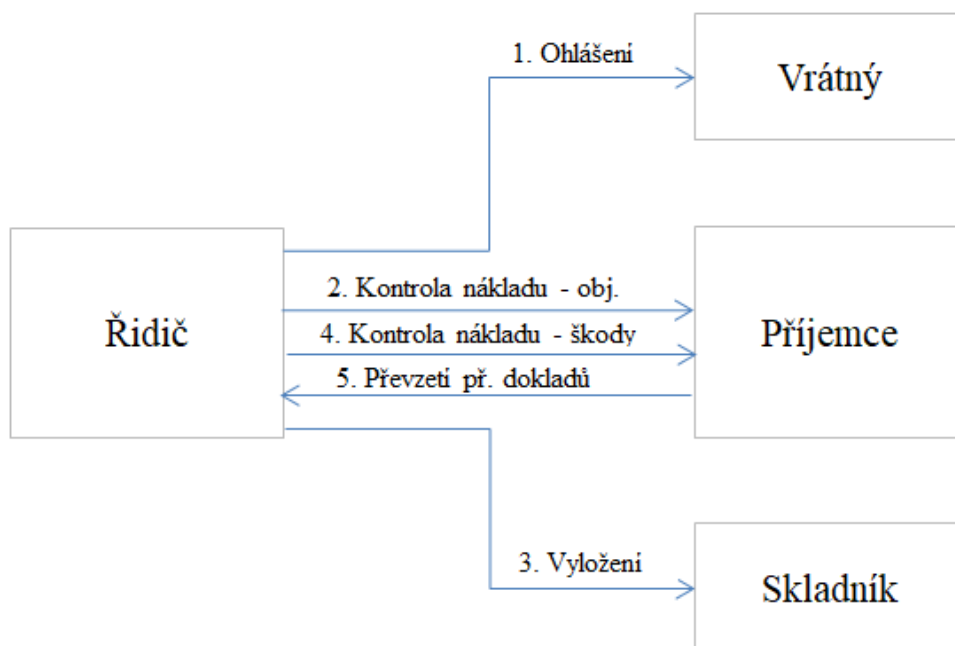 1. Ohlášení
Vrátný
2. Kontrola nákladu - obj.
Řidič
4. Kontrola nákladu - škody
Příjemce
5. Převzetí př. dokladů
3. Vyložení
Skladník